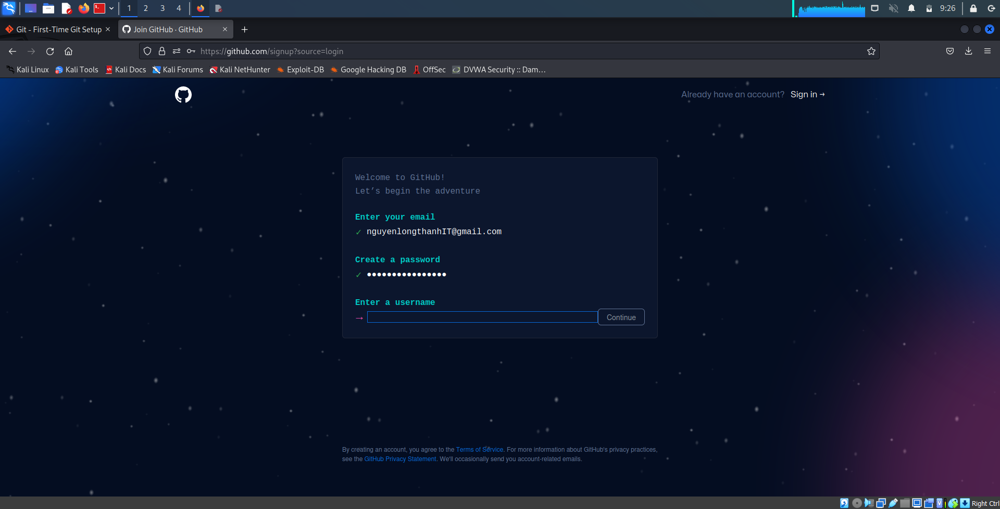 1 2 3 4 9:26
Git - First-Time Git Setup
Join GitHub · GitHub
https://github.com/signup?source=login
Kali Linux Kali Tools Kali Docs Kali Forums Kali NetHunter Exploit-DB Google Hacking DB OffSec DVWA Security :: Dam…
Already have an account? Sign in →
Welcome to GitHub!
Let’s begin the adventure
Enter your email
✓ nguyenlongthanhIT@gmail.com
Create a password
✓ ●●●●●●●●●●●●●●●●
Enter a username
→ Continue
By creating an account, you agree to the Terms of Service. For more information about GitHub's privacy practices,
see the GitHub Privacy Statement. We'll occasionally send you account-related emails.
Right Ctrl